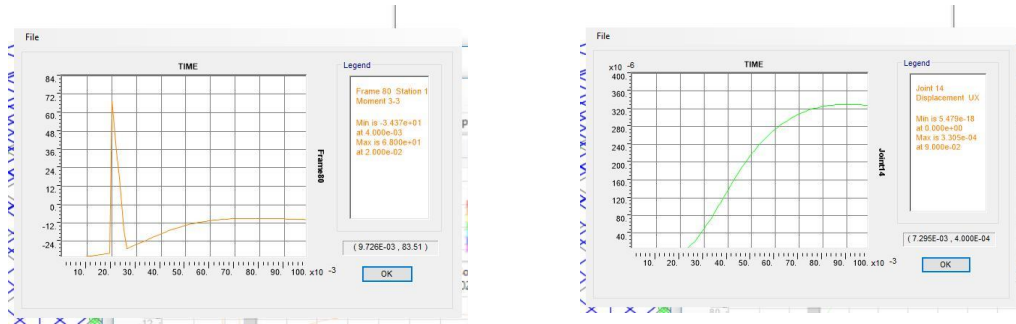 File
TIME
84.
72.
60.
48.
36.
24.
12.
0.
-12.
-24.
10. 20. 30. 40. 50. 60. 70. 80. 90. 100. x10 -3
Frame80
Legend
Frame 80 Station 1
Moment 3-3
Min is -3.437e+01
at 4.000e-03
Max is 6.800e+01
at 2.000e-02
( 9.726E-03 , 83.51 )
OK
File
TIME
x10 -6
400.
360.
320.
280.
240.
200.
160.
120.
80.
40.
10. 20. 30. 40. 50. 60. 70. 80. 90. 100. x10 -3
Joint14
Legend
Joint 14
Displacement UX
Min is 5.479e-18
at 0.000e+00
Max is 3.305e-04
at 9.000e-02
( 7.295E-03 , 4.000E-04 )
OK